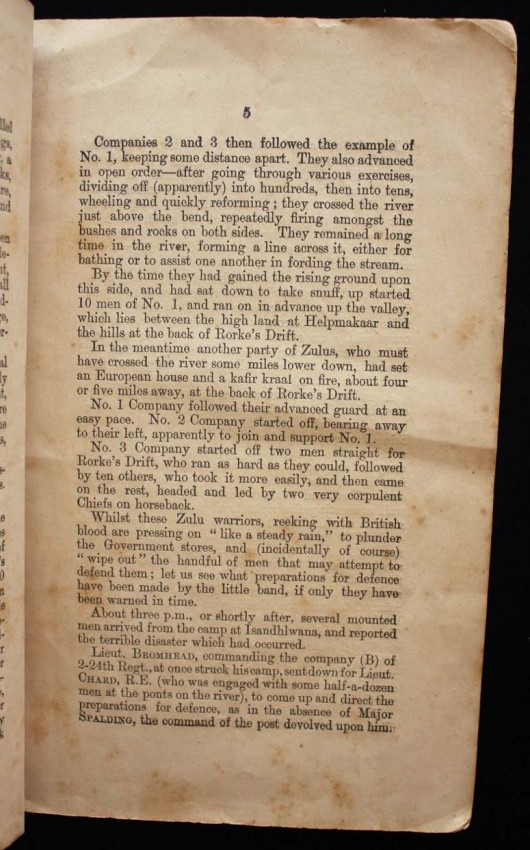 5
Companies 2 and 3 then followed the example of
No. 1, keeping some distance apart. They also advanced
in open order—after going through various exercises,
dividing off (apparently) into hundreds, then into tens,
wheeling and quickly reforming; they crossed the river
just above the bend, repeatedly firing amongst the
bushes and rocks on both sides. They remained a long
time in the river, forming a line across it, either for
bathing or to assist one another in fording the stream.
By the time they had gained the rising ground upon
this side, and had sat down to take snuff, up started
10 men of No. 1, and ran on in advance up the valley,
which lies between the high land at Helpmakaar and
the hills at the back of Rorke's Drift.
In the meantime another party of Zulus, who must
have crossed the river some miles lower down, had set
an European house and a kafir kraal on fire, about four
or five miles away, at the back of Rorke's Drift.
No. 1 Company followed their advanced guard at an
easy pace. No. 2 Company started off, bearing away
to their left, apparently to join and support No. 1.
No. 3 Company started off two men straight for
Rorke's Drift, who ran as hard as they could, followed
by ten others, who took it more easily, and then came
on the rest, headed and led by two very corpulent
Chiefs on horseback.
Whilst these Zulu warriors, reeking with British
blood are pressing on "like a steady rain," to plunder
the Government stores, and (incidentally of course)
"wipe out" the handful of men that may attempt to
defend them; let us see what preparations for defence
have been made by the little band, if only they have
been warned in time.
About three p.m., or shortly after, several mounted
men arrived from the camp at Isandhlwana, and reported
the terrible disaster which had occurred.
Lieut. BROMHEAD, commanding the company (B) of
2-24th Regt., at once struck his camp, sent down for Lieut.
CHARD, R.E. (who was engaged with some half-a-dozen
men at the ponts on the river), to come up and direct the
preparations for defence, as in the absence of Major
SPALDING, the command of the post devolved upon him.